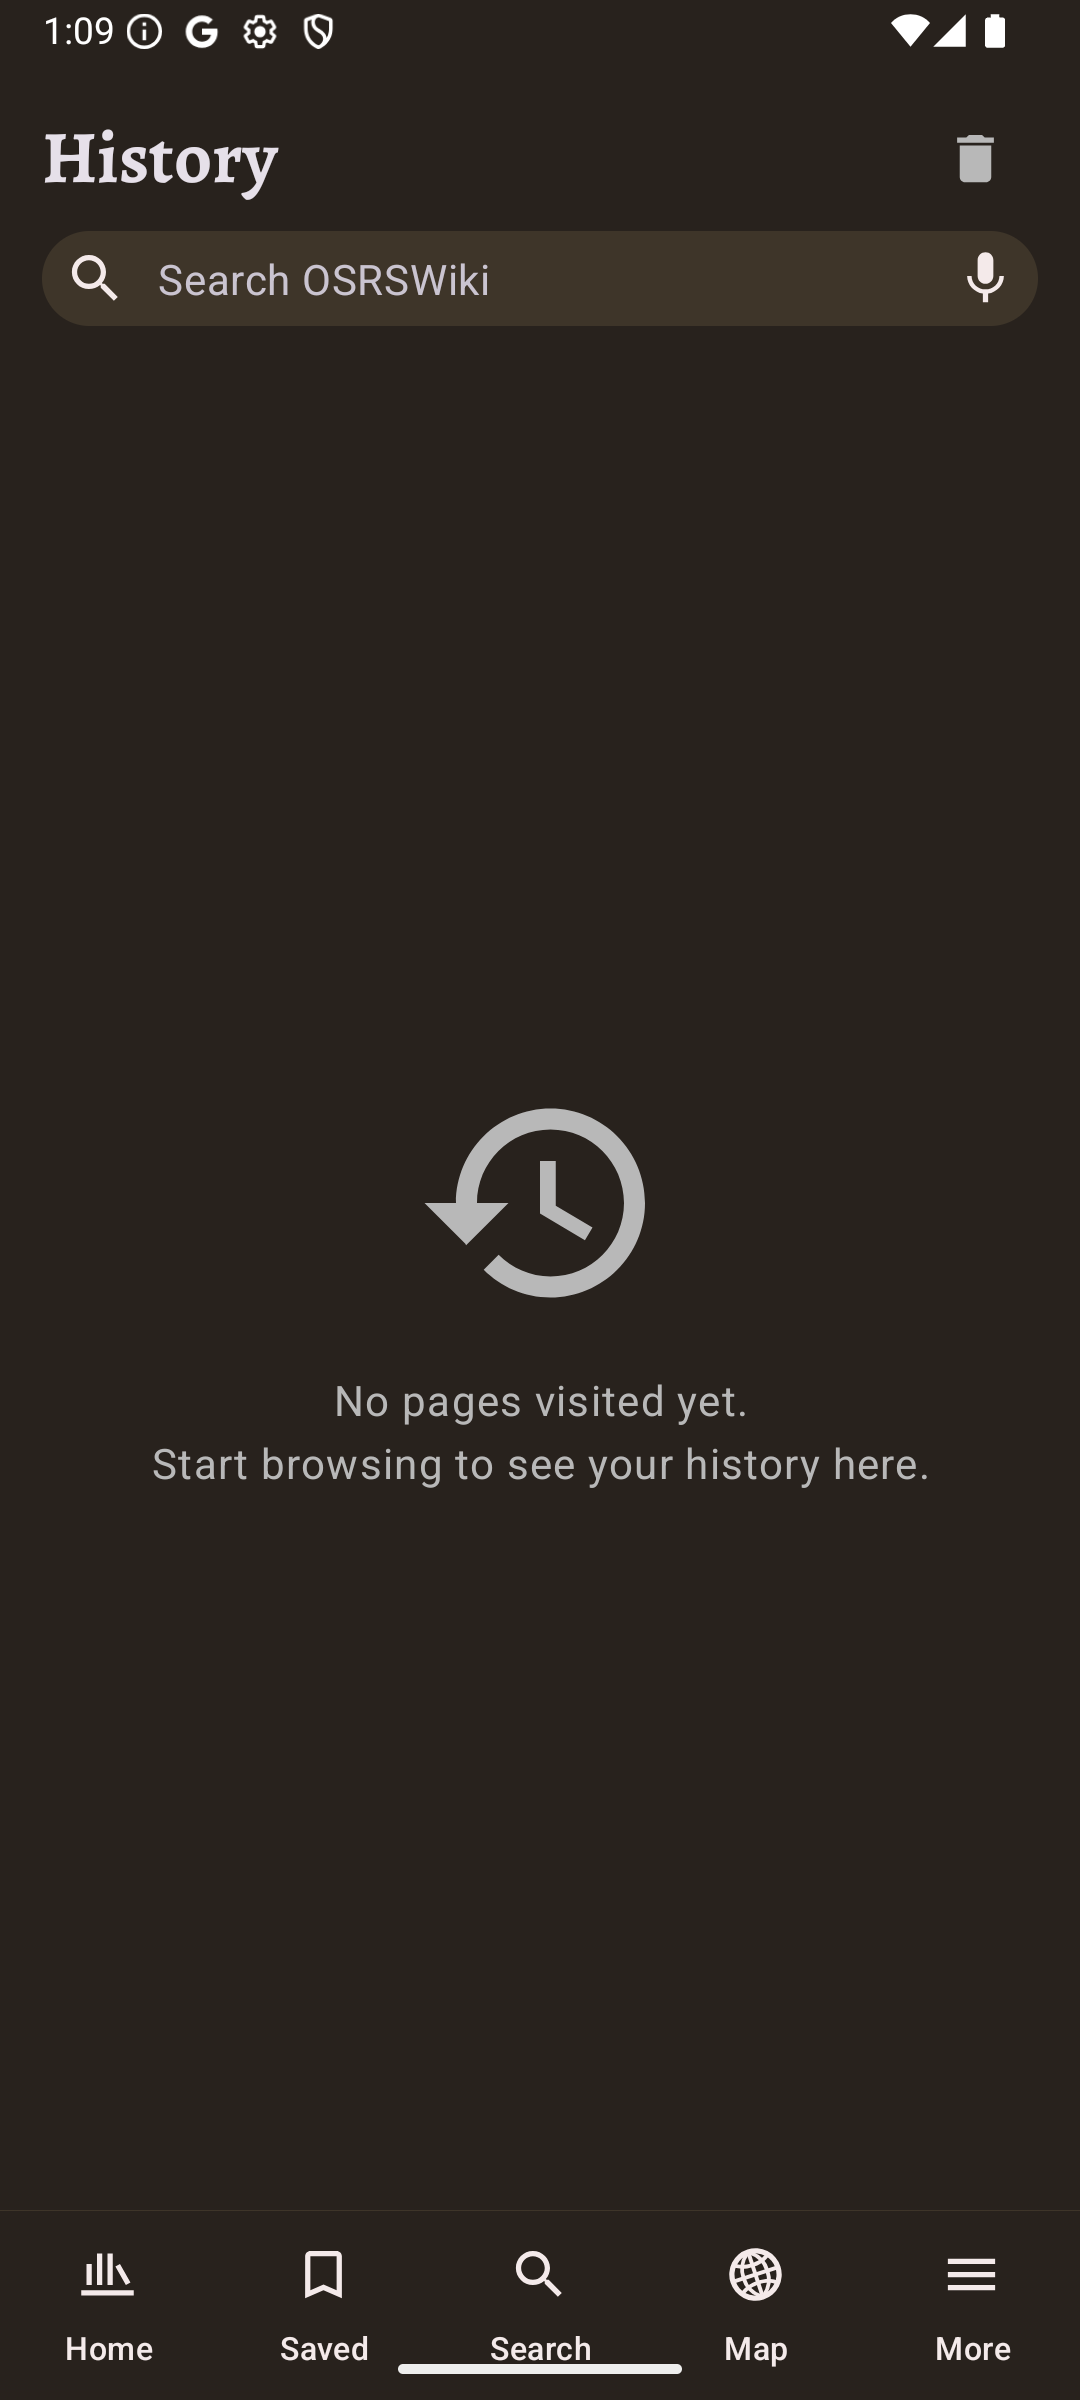 1:09
History
Search OSRSWiki
No pages visited yet.
Start browsing to see your history here.
Home
Saved
Search
Map
More